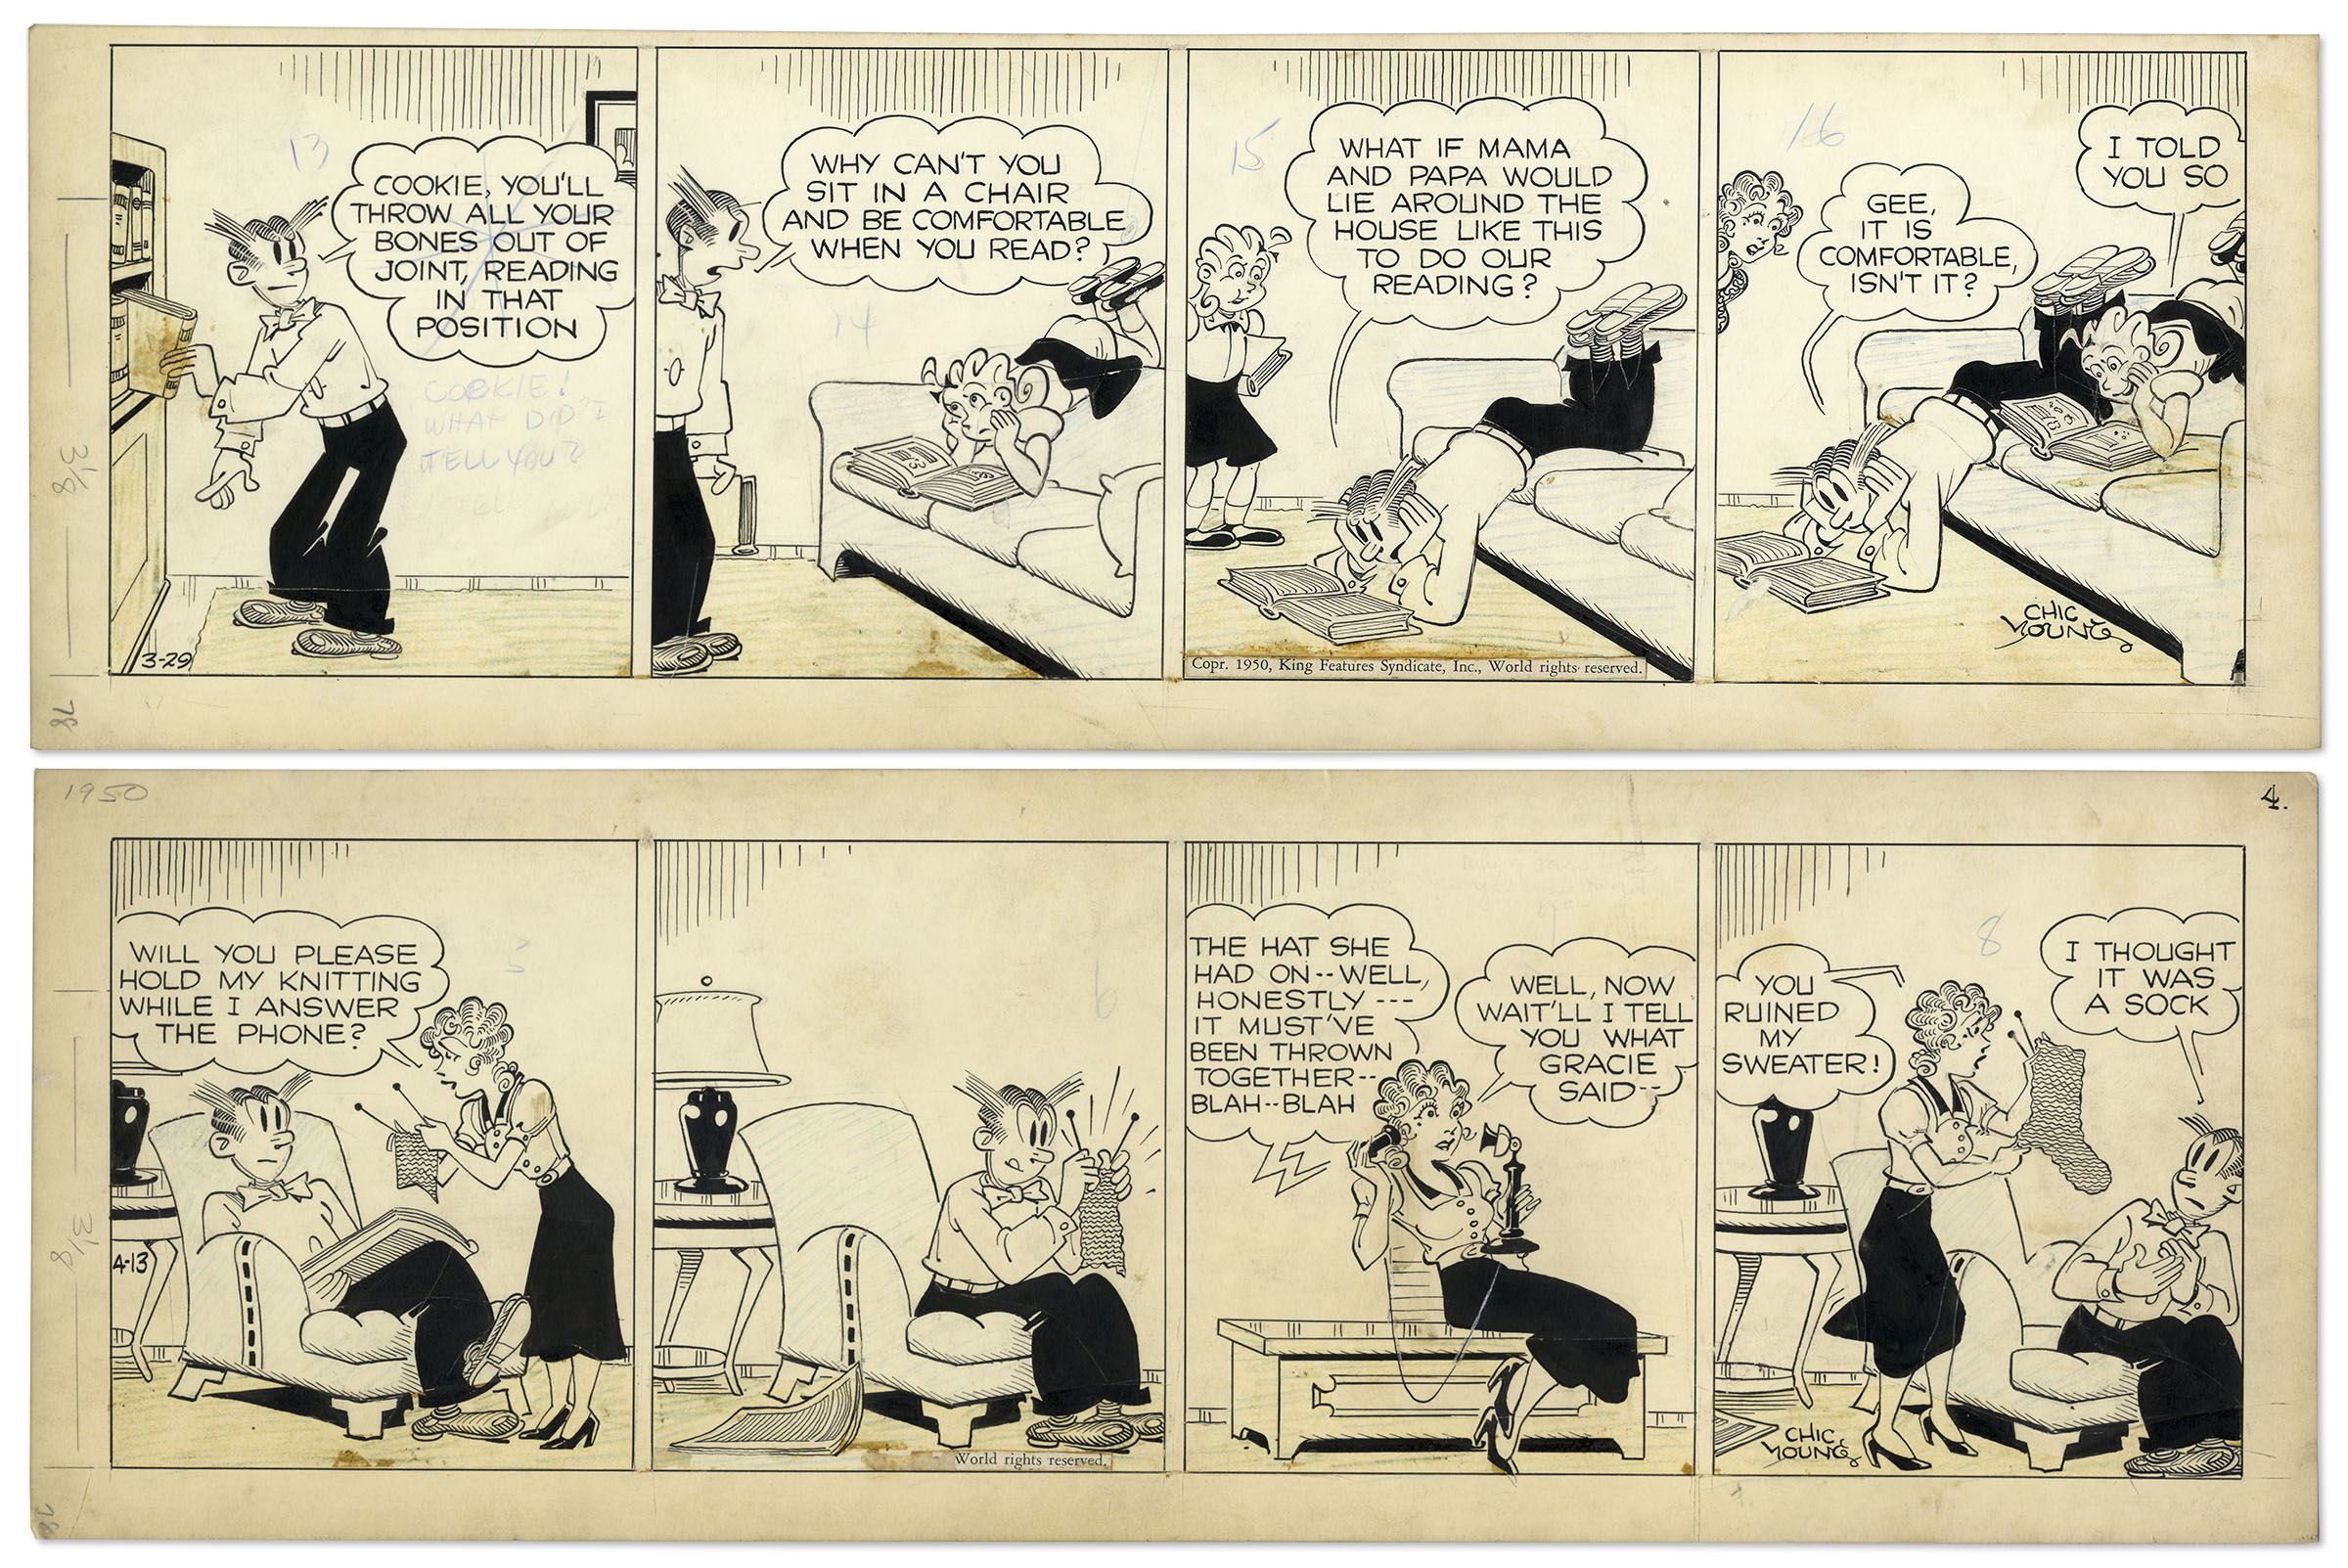 13
COOKIE, YOU'LL
THROW ALL YOUR
BONES OUT OF
JOINT, READING
IN THAT
POSITION
COOKIE!
WHAT DID I
TELL YOU?
3-29
3 1/8
78
WHY CAN'T YOU
SIT IN A CHAIR
AND BE COMFORTABLE
WHEN YOU READ?
14
15
WHAT IF MAMA
AND PAPA WOULD
LIE AROUND THE
HOUSE LIKE THIS
TO DO OUR
READING?
Copr. 1950, King Features Syndicate, Inc., World rights reserved.
16
GEE,
IT IS
COMFORTABLE,
ISN'T IT?
I TOLD
YOU SO
CHIC
YOUNG
1950
4.
WILL YOU PLEASE
HOLD MY KNITTING
WHILE I ANSWER
THE PHONE?
5
4-13
3 1/8
78
6
World rights reserved.
THE HAT SHE
HAD ON--WELL,
HONESTLY ---
IT MUST'VE
BEEN THROWN
TOGETHER--
BLAH--BLAH
WELL, NOW
WAIT'LL I TELL
YOU WHAT
GRACIE
SAID--
8
YOU
RUINED
MY
SWEATER!
I THOUGHT
IT WAS
A SOCK
CHIC
YOUNG